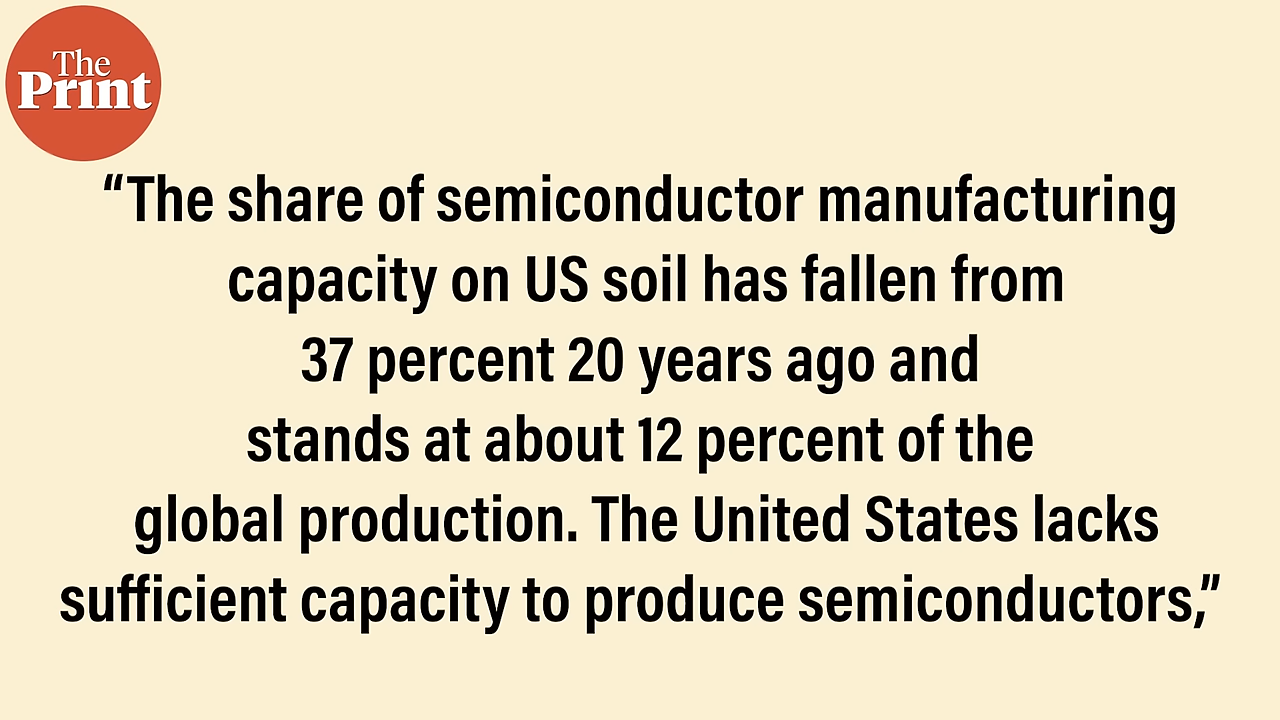 The
Print
“The share of semiconductor manufacturing
capacity on US soil has fallen from
37 percent 20 years ago and
stands at about 12 percent of the
global production. The United States lacks
sufficient capacity to produce semiconductors,”